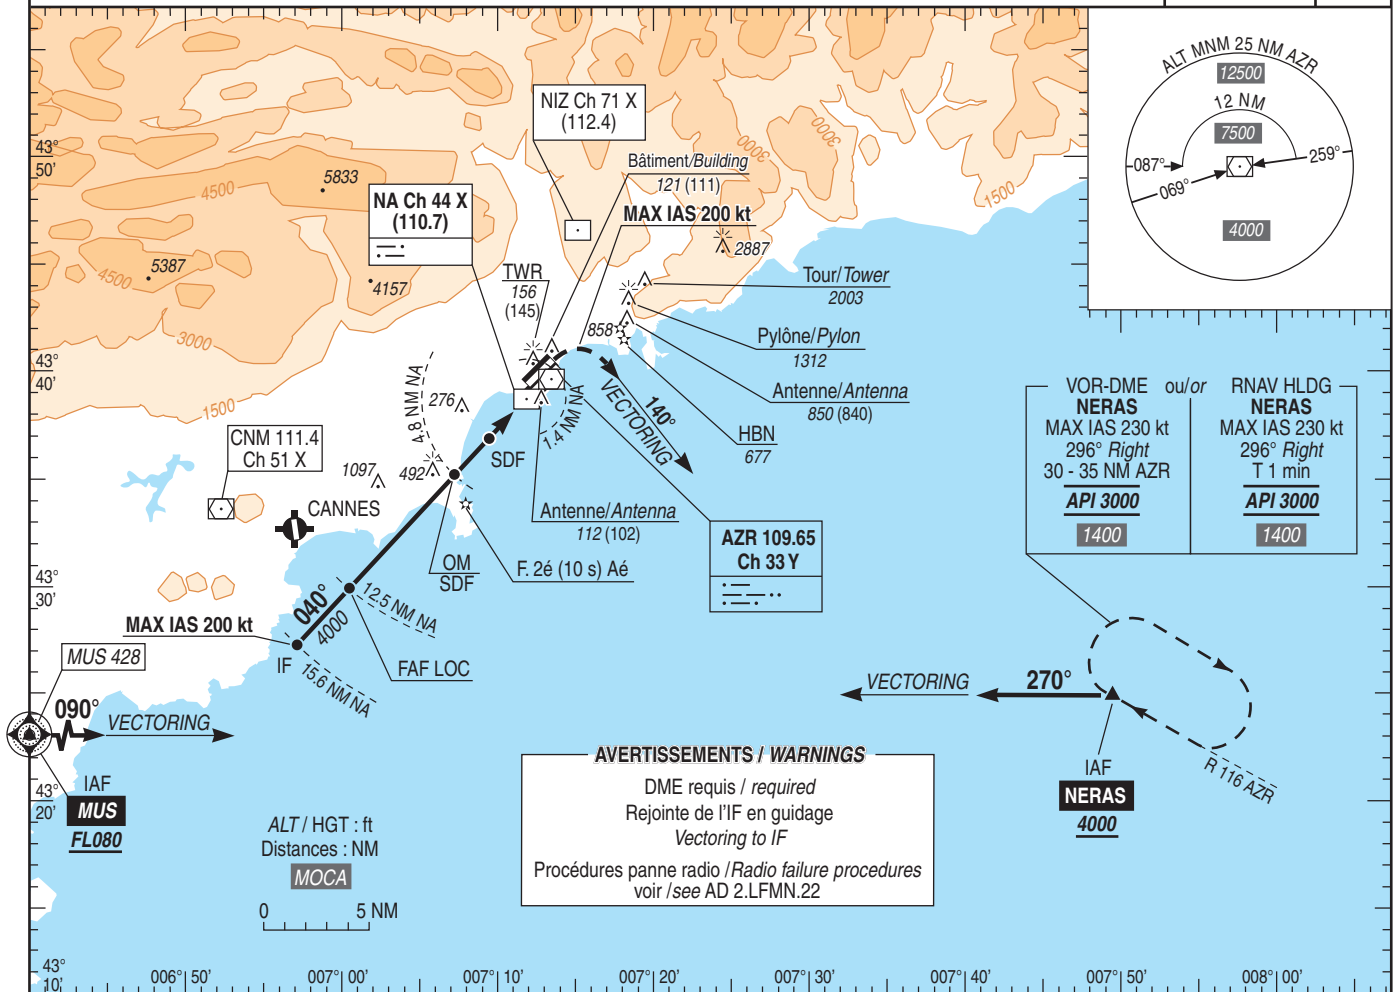 ALT MNM 25 NM AZR
12500
12 NM
7500
087°
259°
069°
4000
NIZ Ch 71 X
(112.4)
Bâtiment/Building
121 (111)
MAX IAS 200 kt
NA Ch 44 X
(110.7)
3000
3000
1500
4500
5833
5387
4500
4157
3000
1500
2887
TWR
156
(145)
Tour/Tower
2003
858
Pylône/Pylon
1312
Antenne/Antenna
850 (840)
HBN
677
140°
VECTORING
1.4 NM NA
4.8 NM NA
276
492
1097
SDF
CNM 111.4
Ch 51 X
CANNES
Antenne/Antenna
112 (102)
AZR 109.65
Ch 33 Y
OM
SDF
F. 2é (10 s) Aé
040°
4000
12.5 NM NA
MAX IAS 200 kt
IF
15.6 NM NA
FAF LOC
MUS 428
090°
VECTORING
IAF
MUS
FL080
VOR-DME ou/or RNAV HLDG
NERAS NERAS
MAX IAS 230 kt MAX IAS 230 kt
296° Right 296° Right
30 - 35 NM AZR T 1 min
API 3000 API 3000
1400 1400
VECTORING
270°
R 116 AZR
IAF
NERAS
4000
AVERTISSEMENTS / WARNINGS
DME requis / required
Rejointe de l'IF en guidage
Vectoring to IF
Procédures panne radio /Radio failure procedures
voir /see AD 2.LFMN.22
ALT / HGT : ft
Distances : NM
MOCA
0 5 NM
43°
50'
43°
40'
43°
30'
43°
20'
43°
10'
006° 50' 007° 00' 007° 10' 007° 20' 007° 30' 007° 40' 007° 50' 008° 00'